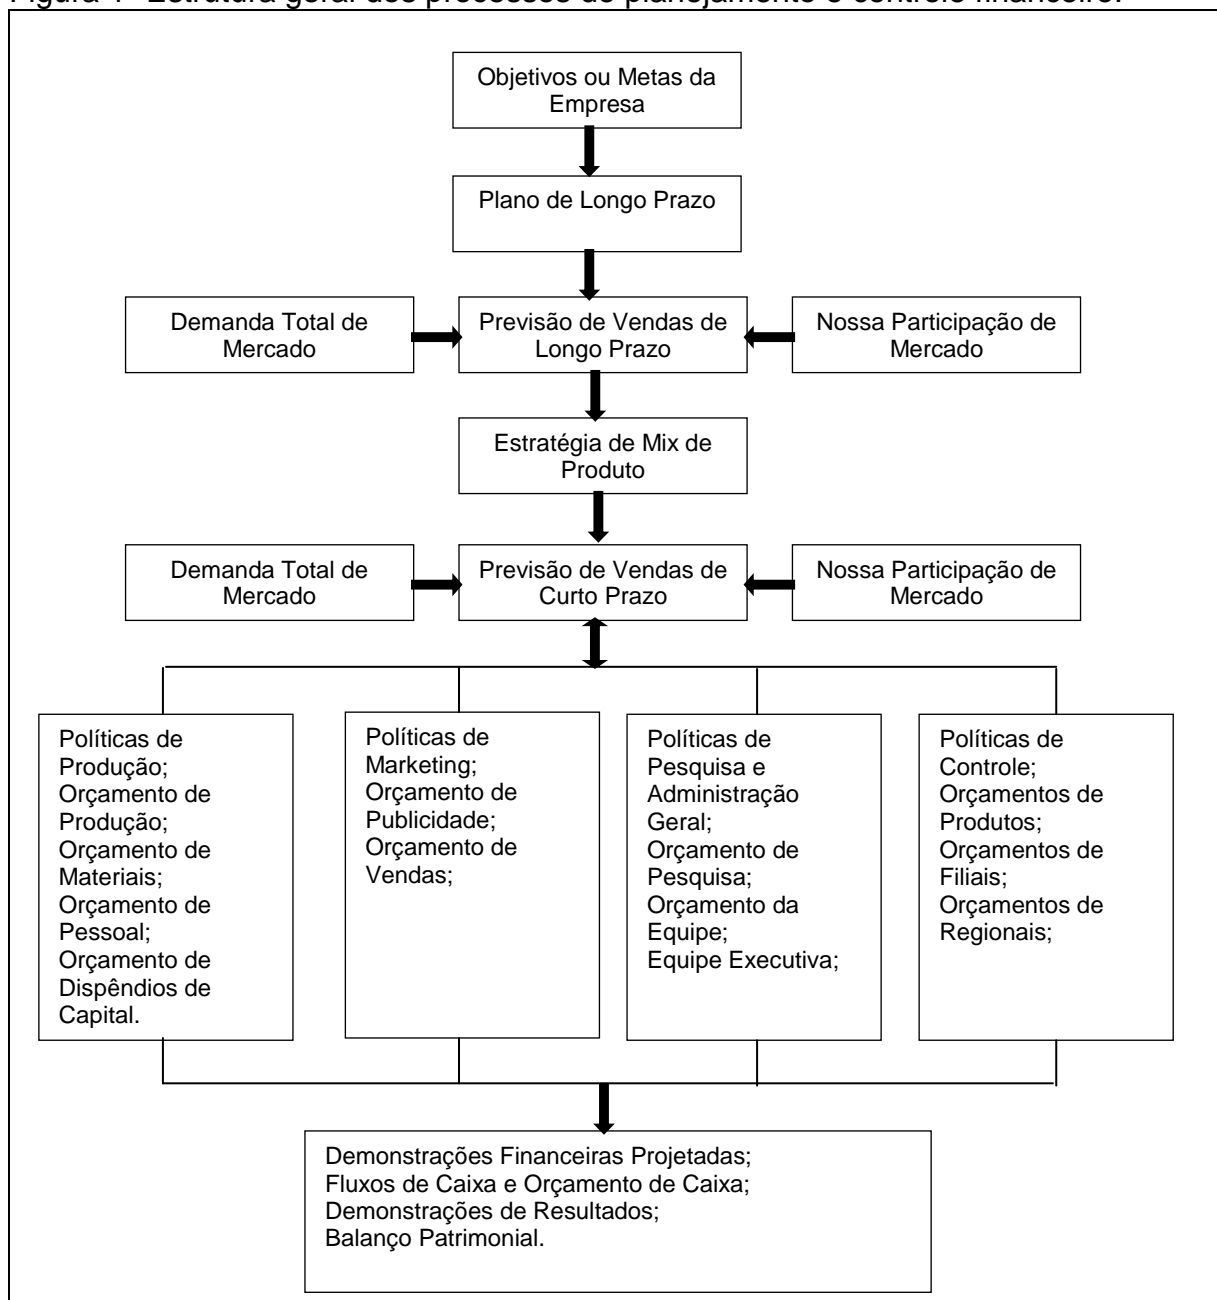 Figura 1- Estrutura geral dos processos de planejamento e controle financeiro.
Objetivos ou Metas da
Empresa
Plano de Longo Prazo
Demanda Total de
Mercado
Previsão de Vendas de
Longo Prazo
Nossa Participação de
Mercado
Estratégia de Mix de
Produto
Demanda Total de
Mercado
Previsão de Vendas de
Curto Prazo
Nossa Participação de
Mercado
Políticas de
Produção;
Orçamento de
Produção;
Orçamento de
Materiais;
Orçamento de
Pessoal;
Orçamento de
Dispêndios de
Capital.
Políticas de
Marketing;
Orçamento de
Publicidade;
Orçamento de
Vendas;
Políticas de
Pesquisa e
Administração
Geral;
Orçamento de
Pesquisa;
Orçamento da
Equipe;
Equipe Executiva;
Políticas de
Controle;
Orçamentos de
Produtos;
Orçamentos de
Filiais;
Orçamentos de
Regionais;
Demonstrações Financeiras Projetadas;
Fluxos de Caixa e Orçamento de Caixa;
Demonstrações de Resultados;
Balanço Patrimonial.